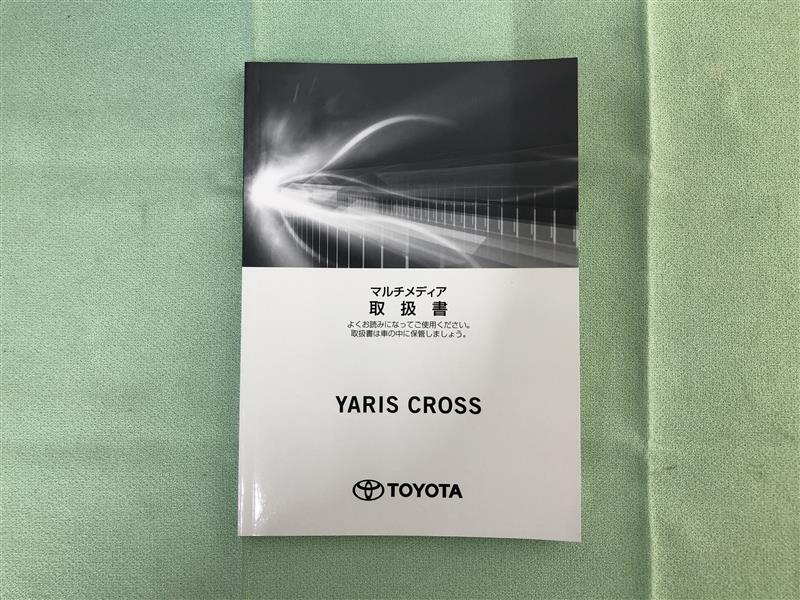 マルチメディア
取扱書
よくお読みになってご使用ください。
取扱書は車の中に保管しましょう。
YARIS CROSS
TOYOTA